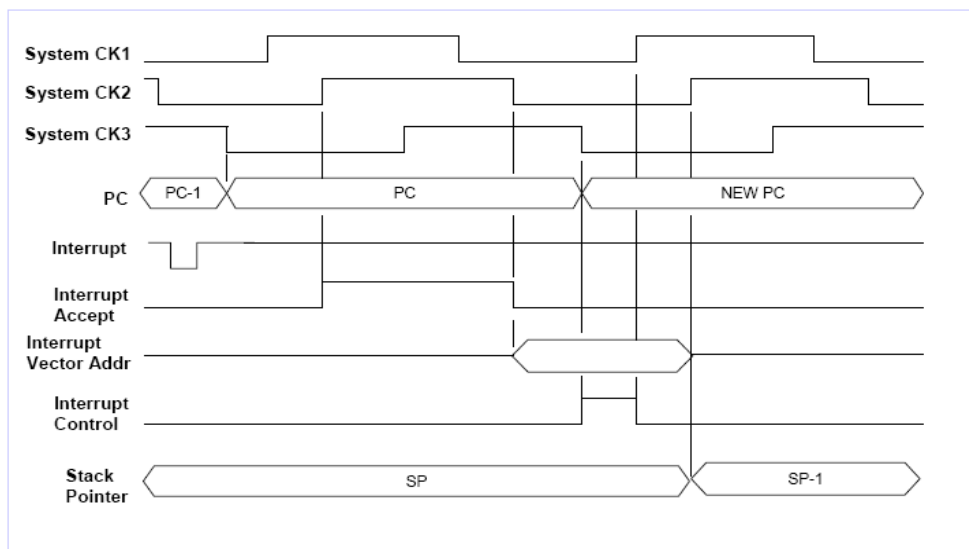 System CK1
System CK2
System CK3
PC
PC-1
PC
NEW PC
Interrupt
Interrupt
Accept
Interrupt
Vector Addr
Interrupt
Control
Stack
Pointer
SP
SP-1